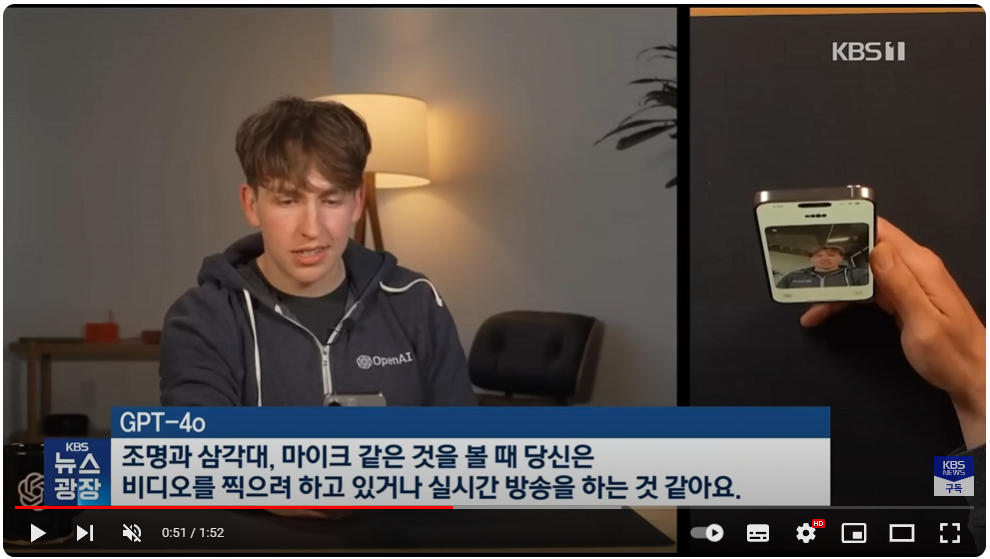 KBS 1
OpenAI
GPT-4o
KBS
뉴스
광장
조명과 삼각대, 마이크 같은 것을 볼 때 당신은
비디오를 찍으려 하고 있거나 실시간 방송을 하는 것 같아요.
KBS
NEWS
구독
0:51 / 1:52
HD